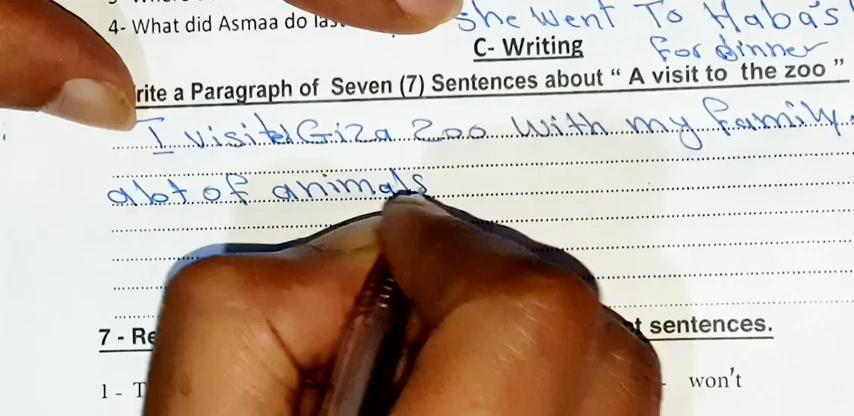 4- What did Asmaa do
She went To Haba's
for dinner
C- Writing
rite a Paragraph of Seven (7) Sentences about “ A visit to the zoo ”
I visited Giza Zoo with my family.
alot of animals
7 - Re
t sentences.
1 - T
won't